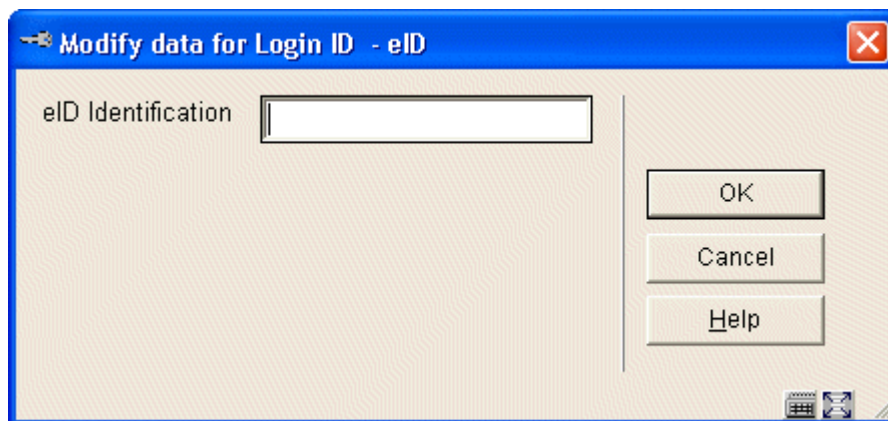 Modify data for Login ID - eID
eID Identification
OK
Cancel
Help